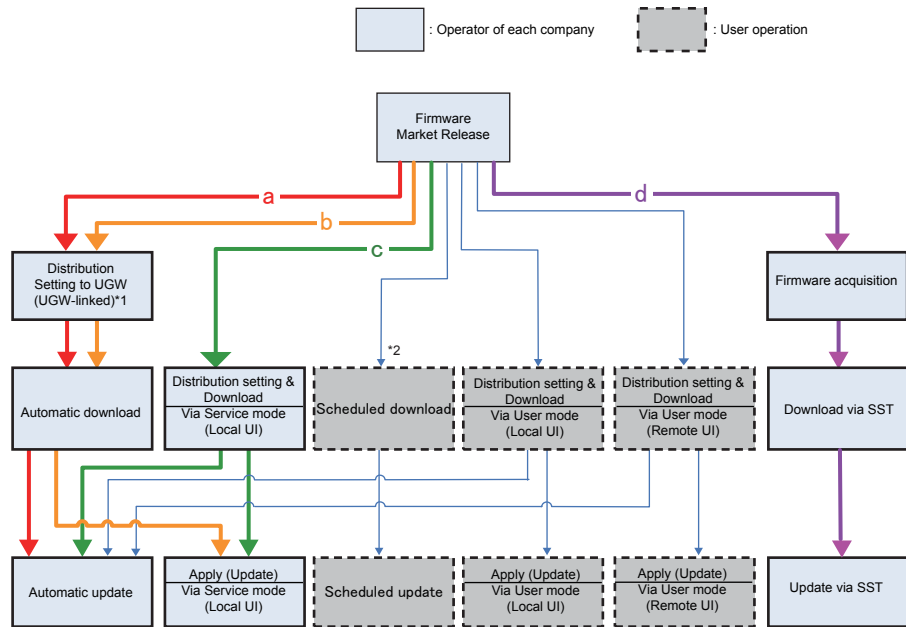 : Operator of each company
: User operation
Firmware
Market Release
a
b
c
d
Distribution
Setting to UGW
(UGW-linked)*1
Firmware acquisition
*2
Automatic download
Distribution setting &
Download
Via Service mode
(Local UI)
Scheduled download
Distribution setting &
Download
Via User mode
(Local UI)
Distribution setting &
Download
Via User mode
(Remote UI)
Download via SST
Automatic update
Apply (Update)
Via Service mode
(Local UI)
Scheduled update
Apply (Update)
Via User mode
(Local UI)
Apply (Update)
Via User mode
(Remote UI)
Update via SST